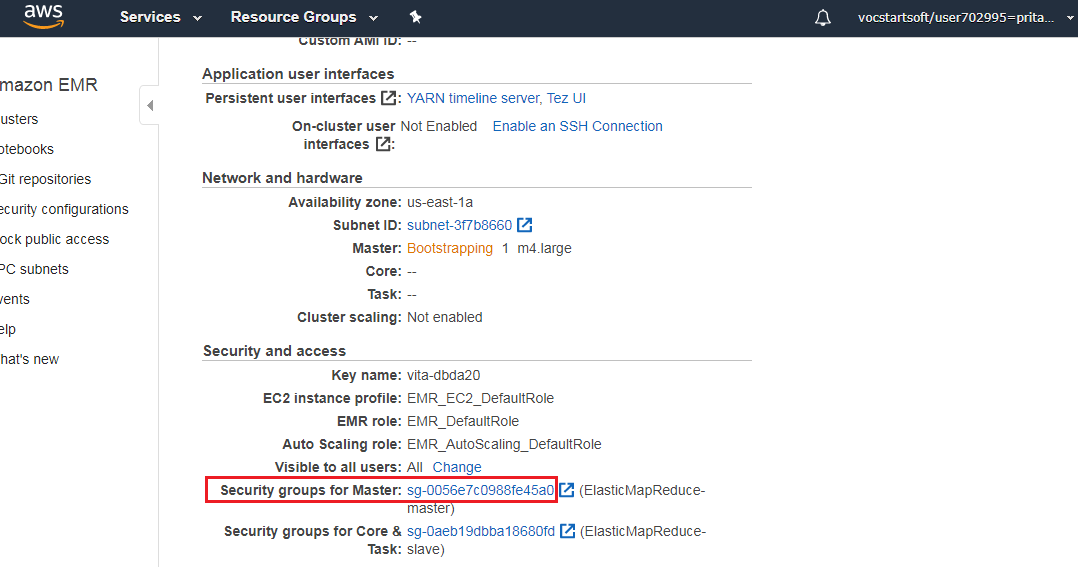 aws Services Resource Groups vocstartsoft/user702995=prita...
Custom AMI ID: --
mazon EMR
usters
otebooks
Git repositories
ecurity configurations
ock public access
PC subnets
vents
elp
hat's new
Application user interfaces
Persistent user interfaces : YARN timeline server, Tez UI
On-cluster user Not Enabled Enable an SSH Connection
interfaces :
Network and hardware
Availability zone: us-east-1a
Subnet ID: subnet-3f7b8660
Master: Bootstrapping 1 m4.large
Core: --
Task: --
Cluster scaling: Not enabled
Security and access
Key name: vita-dbda20
EC2 instance profile: EMR_EC2_DefaultRole
EMR role: EMR_DefaultRole
Auto Scaling role: EMR_AutoScaling_DefaultRole
Visible to all users: All Change
Security groups for Master: sg-0056e7c0988fe45a0 (ElasticMapReduce-
master)
Security groups for Core & sg-0aeb19dbba18680fd (ElasticMapReduce-
Task: slave)